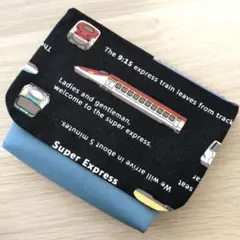 The 9:15 express train leaves from track
Ladies and gentleman,
welcome to the super express.
We will arrive in about 5 minutes.
Super Express
seat